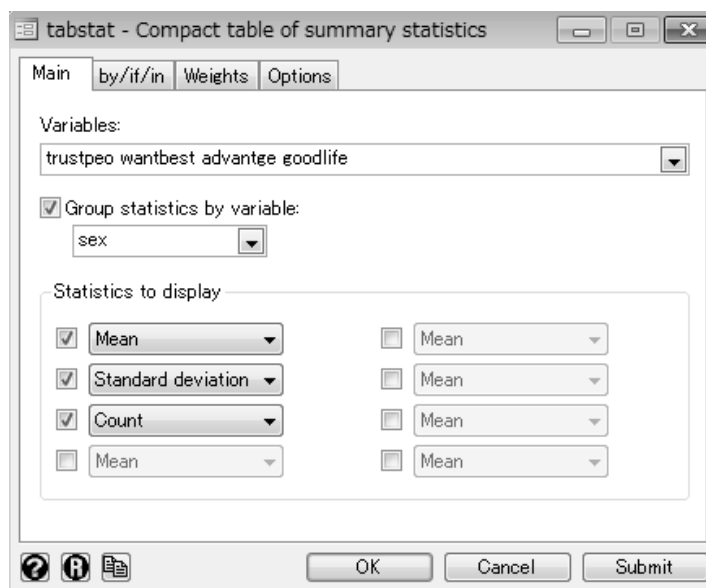 tabstat - Compact table of summary statistics
Main by/if/in Weights Options
Variables:
trustpeo wantbest advantge goodlife
Group statistics by variable:
sex
Statistics to display
Mean Mean
Standard deviation Mean
Count Mean
Mean Mean
? R OK Cancel Submit